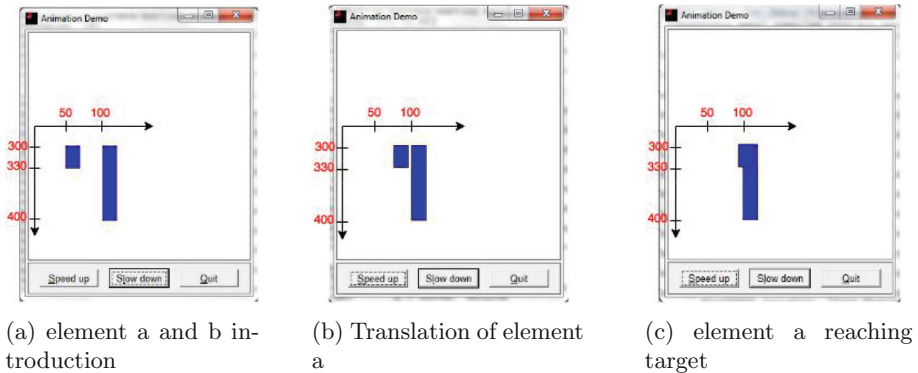 Animation Demo
50 100
300
330
400
Speed up Slow down Quit
(a) element a and b in-
troduction
Animation Demo
50 100
300
330
400
Speed up Slow down Quit
(b) Translation of element
a
Animation Demo
50 100
300
330
400
Speed up Slow down Quit
(c) element a reaching
target